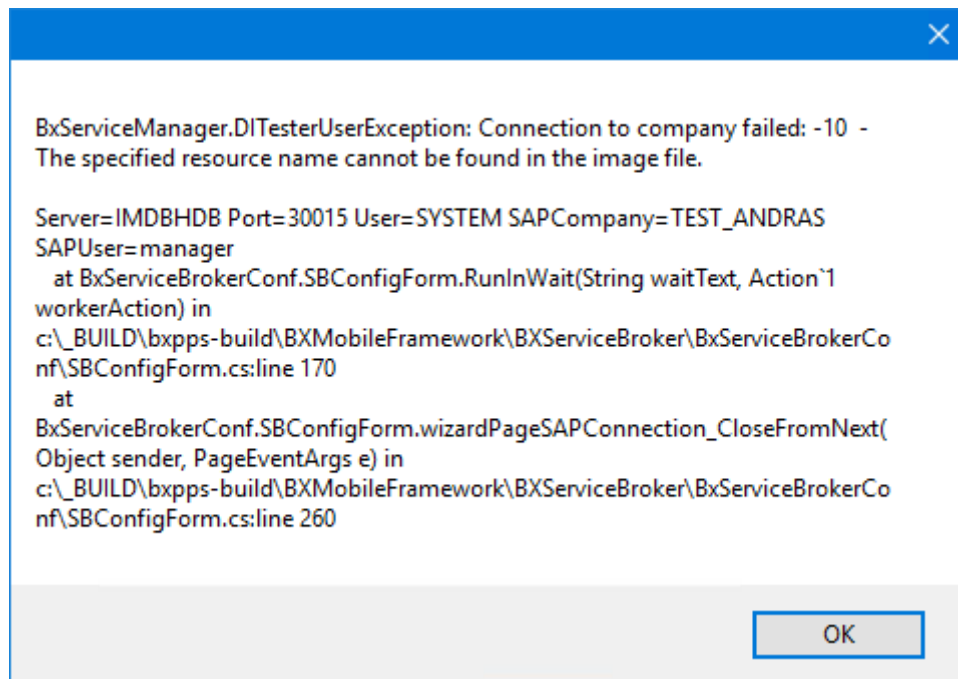 BxServiceManager.DITesterUserException: Connection to company failed: -10  -
The specified resource name cannot be found in the image file.
Server=IMDBHDB Port=30015 User=SYSTEM SAPCompany=TEST_ANDRAS
SAPUser=manager
at BxServiceBrokerConf.SBConfigForm.RunInWait(String waitText, Action`1
workerAction) in
c:\_BUILD\bxpps-build\BXMobileFramework\BXServiceBroker\BxServiceBrokerCo
nf\SBConfigForm.cs:line 170
at
BxServiceBrokerConf.SBConfigForm.wizardPageSAPConnection_CloseFromNext(
Object sender, PageEventArgs e) in
c:\_BUILD\bxpps-build\BXMobileFramework\BXServiceBroker\BxServiceBrokerCo
nf\SBConfigForm.cs:line 260
OK